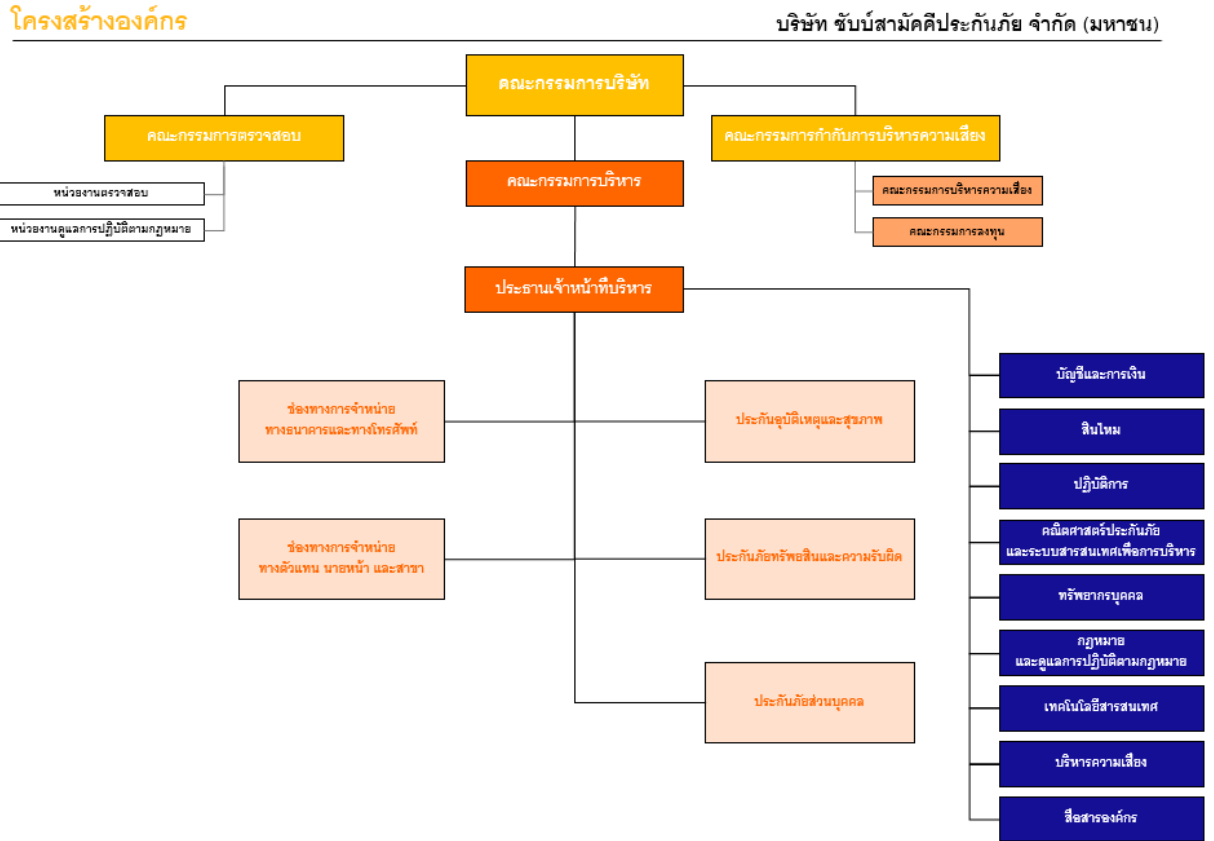 โครงสร้างองค์กร
บริษัท ชับบ์สามัคคีประกันภัย จำกัด (มหาชน)
คณะกรรมการบริษัท
คณะกรรมการตรวจสอบ
คณะกรรมการกำกับการบริหารความเสี่ยง
หน่วยงานตรวจสอบ
หน่วยงานดูแลการปฏิบัติตามกฎหมาย
คณะกรรมการบริหาร
คณะกรรมการบริหารความเสี่ยง
คณะกรรมการลงทุน
ประธานเจ้าหน้าที่บริหาร
ช่องทางการจำหน่าย
ทางธนาคารและทางโทรศัพท์
ประกันอุบัติเหตุและสุขภาพ
ช่องทางการจำหน่าย
ทางตัวแทน นายหน้า และสาขา
ประกันภัยทรัพยสินและความรับผิด
ประกันภัยส่วนบุคคล
บัญชีและการเงิน
สินไหม
ปฏิบัติการ
คณิตศาสตร์ประกันภัย
และระบบสารสนเทศเพื่อการบริหาร
ทรัพยากรบุคคล
กฎหมาย
และดูแลการปฏิบัติตามกฎหมาย
เทคโนโลยีสารสนเทศ
บริหารความเสี่ยง
สื่อสารองค์กร